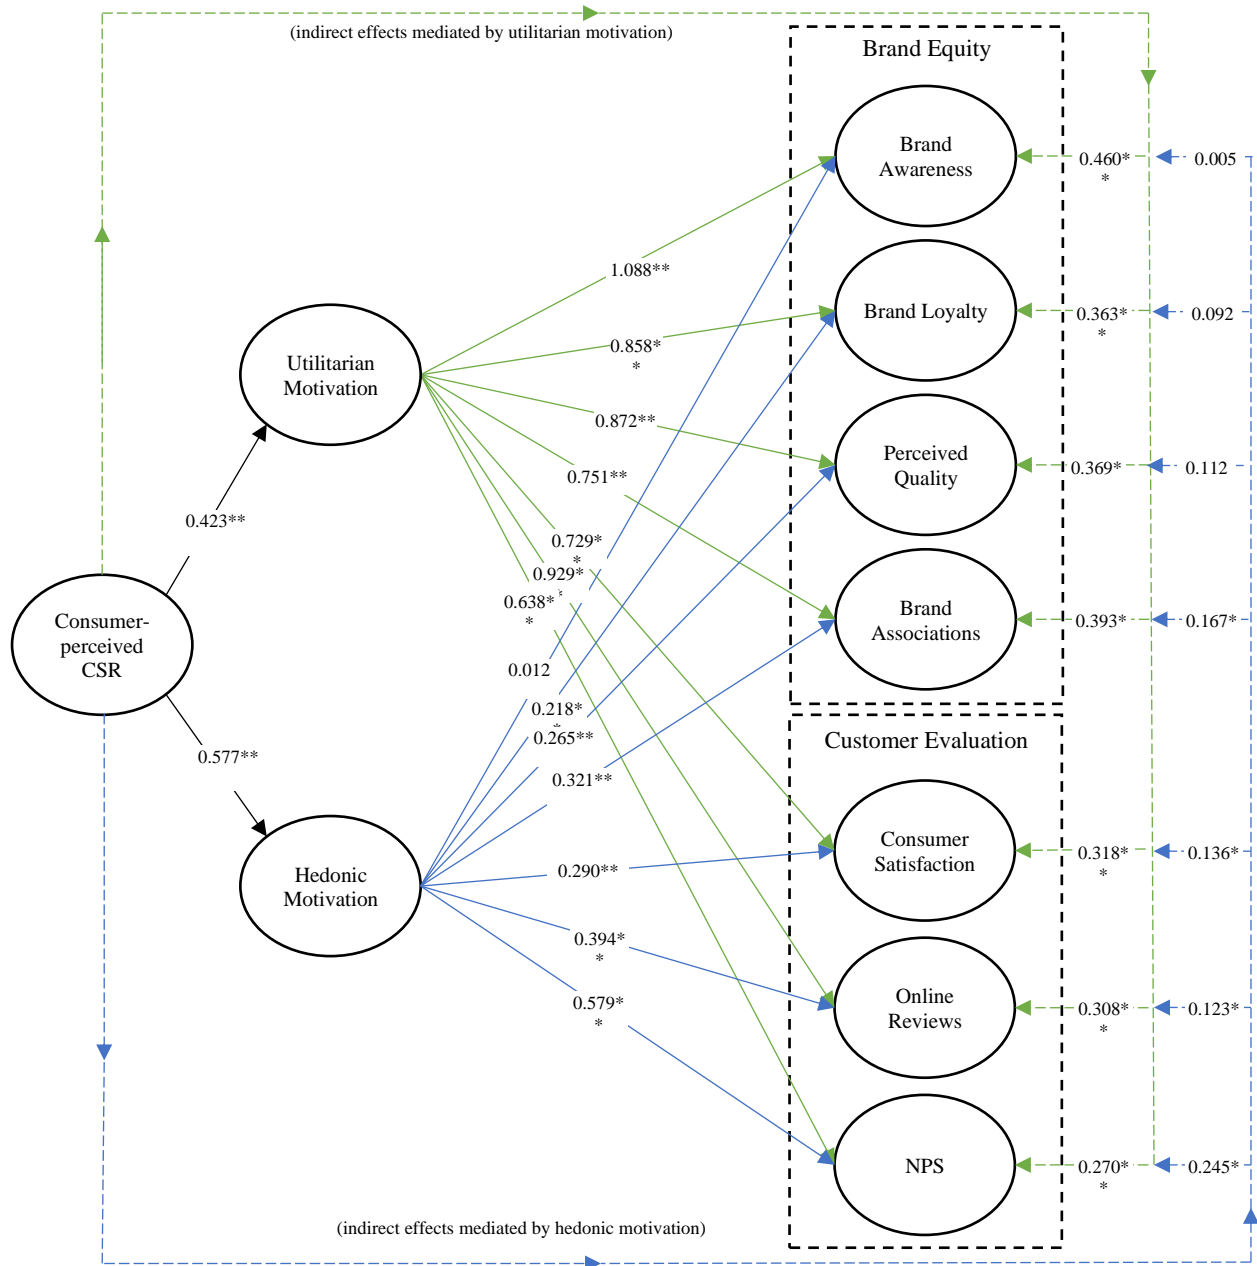 (indirect effects mediated by utilitarian motivation)
Brand Equity
Brand
Awareness
0.460*
*
0.005
1.088**
Brand Loyalty
0.363*
*
0.092
0.858*
*
Utilitarian
Motivation
0.872**
Perceived
Quality
0.369*
0.112
0.751**
0.423**
0.729*
*
0.929*
0.638*
*
Brand
Associations
0.393*
0.167*
Consumer-
perceived
CSR
0.012
0.218*
*
0.265**
0.577**
0.321**
Customer Evaluation
Hedonic
Motivation
0.290**
Consumer
Satisfaction
0.318*
*
0.136*
0.394*
*
0.579*
*
Online
Reviews
0.308*
*
0.123*
NPS
0.270*
*
0.245*
(indirect effects mediated by hedonic motivation)